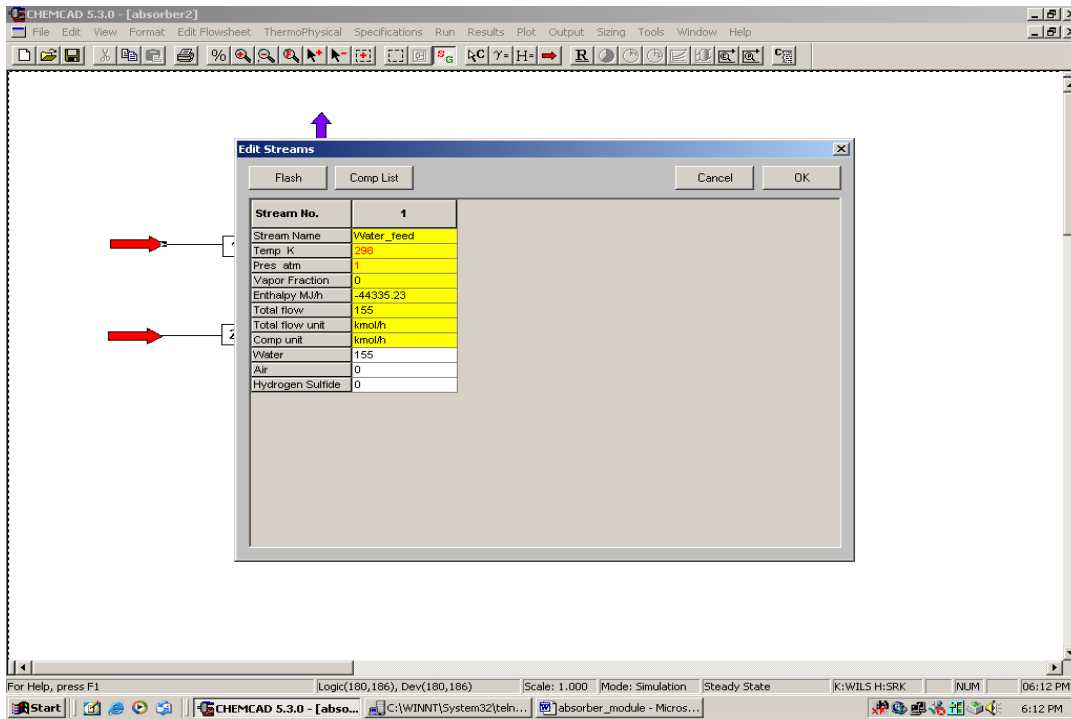 CHEMCAD 5.3.0 - [absorber2]
File Edit View Format Edit Flowsheet ThermoPhysical Specifications Run Results Plot Output Sizing Tools Window Help
% S G RC γ= H= R C
Edit Streams
Flash Comp List Cancel OK
Stream No. 1
Stream Name Water_feed
Temp K 298
Pres atm 1
Vapor Fraction 0
Enthalpy MJ/h -44335.23
Total flow 155
Total flow unit kmol/h
Comp unit kmol/h
Water 155
Air 0
Hydrogen Sulfide 0
1
2
For Help, press F1 Logic(180,186), Dev(180,186) Scale: 1.000 Mode: Simulation Steady State K:WILS H:SRK NUM 06:12 PM
Start CHEMCAD 5.3.0 - [abso... C:\WINNT\System32\teln... absorber_module - Micros... 6:12 PM